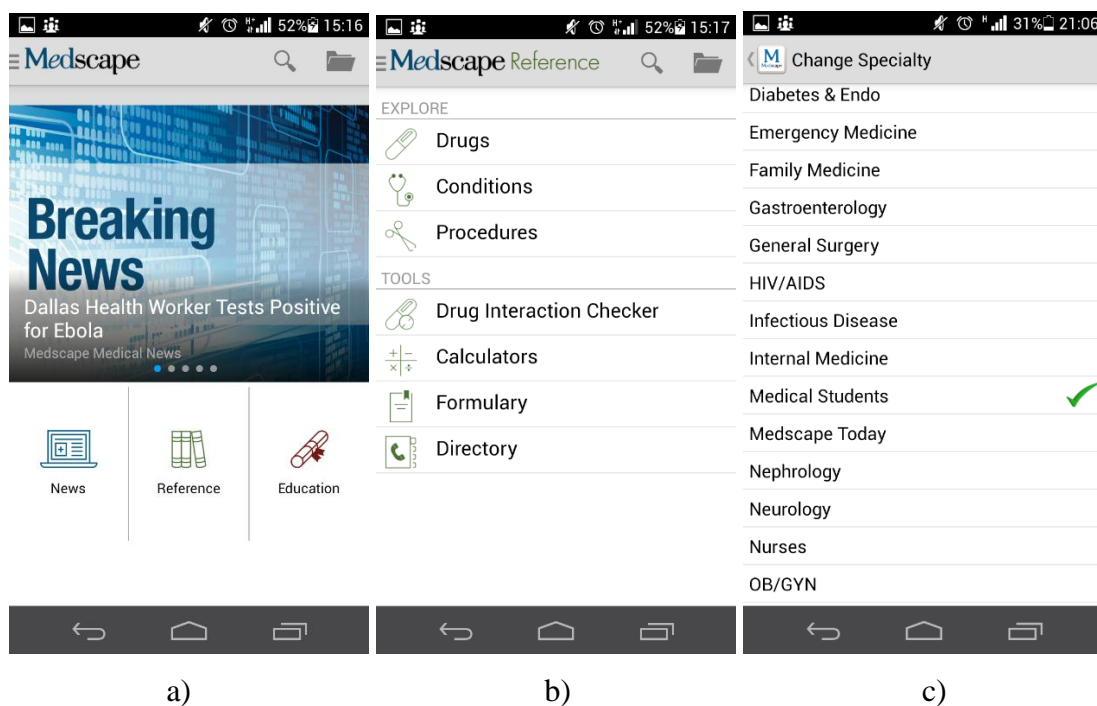 52% 15:16
Medscape
Breaking
News
Dallas Health Worker Tests Positive
for Ebola
Medscape Medical News
News
Reference
Education
a)
52% 15:17
Medscape Reference
EXPLORE
Drugs
Conditions
Procedures
TOOLS
Drug Interaction Checker
Calculators
Formulary
Directory
b)
H 31% 21:06
M Change Specialty
Diabetes & Endo
Emergency Medicine
Family Medicine
Gastroenterology
General Surgery
HIV/AIDS
Infectious Disease
Internal Medicine
Medical Students
Medscape Today
Nephrology
Neurology
Nurses
OB/GYN
c)